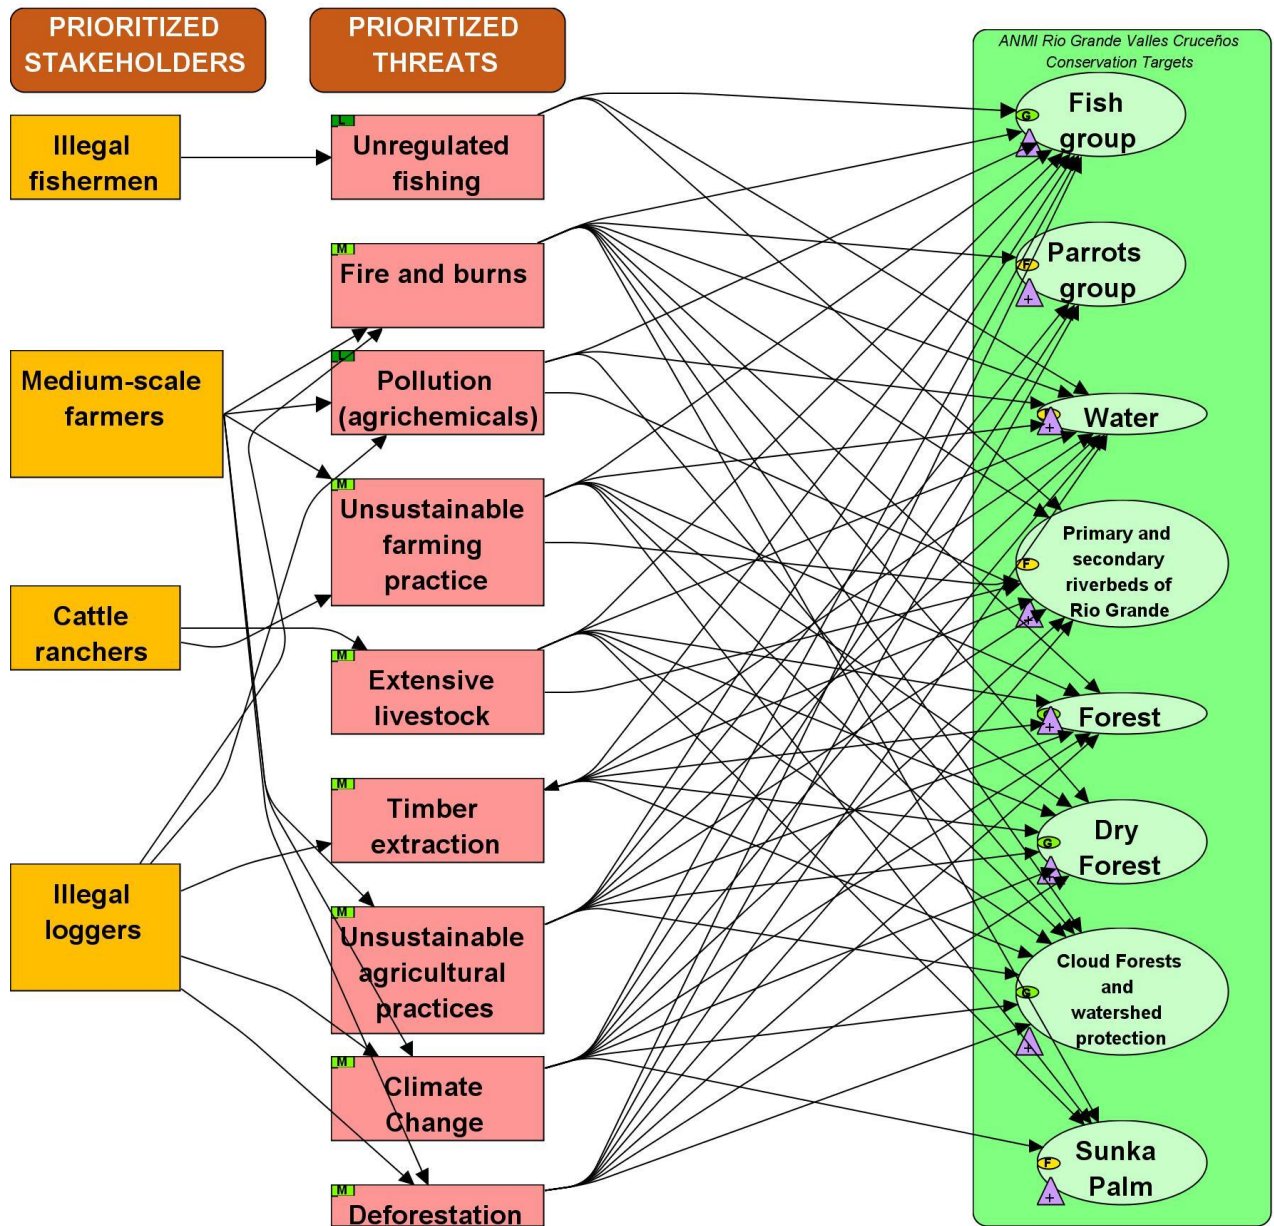 PRIORITIZED
STAKEHOLDERS
PRIORITIZED
THREATS
ANMI Rio Grande Valles Cruceños
Conservation Targets
Illegal
fishermen
Medium-scale
farmers
Cattle
ranchers
Illegal
loggers
L
Unregulated
fishing
M
Fire and burns
L
Pollution
(agrichemicals)
M
Unsustainable
farming
practice
M
Extensive
livestock
M
Timber
extraction
M
Unsustainable
agricultural
practices
M
Climate
Change
M
Deforestation
Fish
group
G
Parrots
group
F
+
Water
+
Primary and
secondary
riverbeds of
Rio Grande
F
+
Forest
+
Dry
Forest
G
Cloud Forests
and
watershed
protection
G
+
Sunka
Palm
F
+